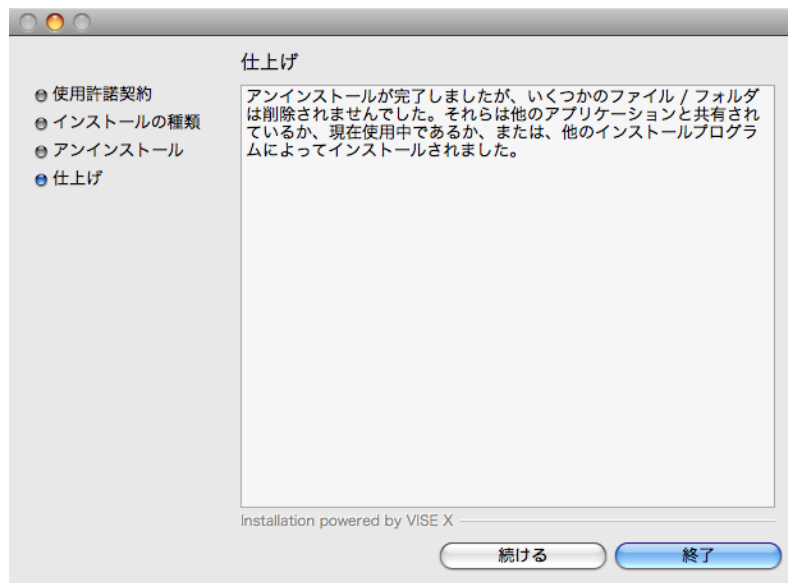 仕上げ
使用許諾契約
インストールの種類
アンインストール
仕上げ
アンインストールが完了しましたが、いくつかのファイル / フォルダ
は削除されませんでした。それらは他のアプリケーションと共有され
ているか、現在使用中であるか、または、他のインストールプログラ
ムによってインストールされました。
Installation powered by VISE X
続ける
終了